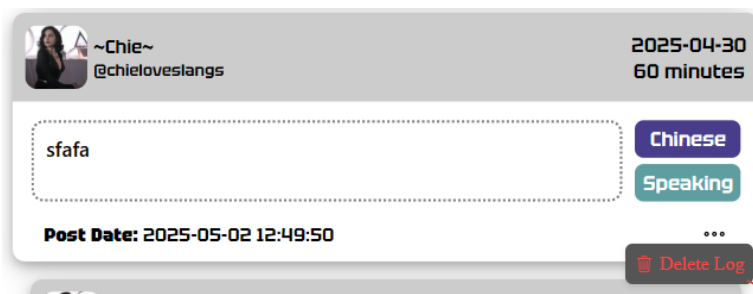 ~Chie~
@chieloveslangs
2025-04-30
60 minutes
sfafa
Chinese
Speaking
Post Date: 2025-05-02 12:49:50
...
Delete Log